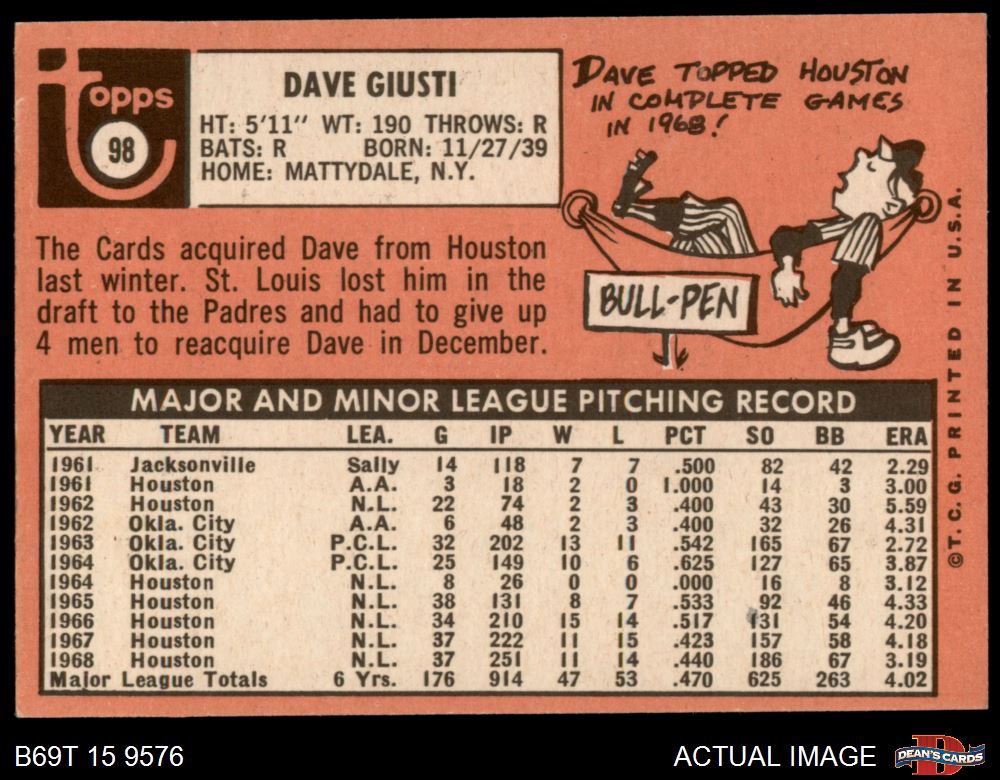 Topps
98
DAVE GIUSTI
HT: 5'11" WT: 190 THROWS: R
BATS: R BORN: 11/27/39
HOME: MATTYDALE, N.Y.
DAVE TOPPED HOUSTON
IN COMPLETE GAMES
IN 1968!
The Cards acquired Dave from Houston
last winter. St. Louis lost him in the
draft to the Padres and had to give up
4 men to reacquire Dave in December.
BULL-PEN
MAJOR AND MINOR LEAGUE PITCHING RECORD
YEAR TEAM LEA. G IP W L PCT SO BB ERA
1961 Jacksonville Sally 14 118 7 7 .500 82 42 2.29
1961 Houston A.A. 3 18 2 0 1.000 14 3 3.00
1962 Houston N.L. 22 74 2 3 .400 43 30 5.59
1962 Okla. City A.A. 6 48 2 3 .400 32 26 4.31
1963 Okla. City P.C.L. 32 202 13 11 .542 165 67 2.72
1964 Okla. City P.C.L. 25 149 10 6 .625 127 65 3.87
1964 Houston N.L. 8 26 0 0 .000 16 8 3.12
1965 Houston N.L. 38 131 8 7 .533 92 46 4.33
1966 Houston N.L. 34 210 15 14 .517 131 54 4.20
1967 Houston N.L. 37 222 11 15 .423 157 58 4.18
1968 Houston N.L. 37 251 11 14 .440 186 67 3.19
Major League Totals 6 Yrs. 176 914 47 53 .470 625 263 4.02
©T. C. G. PRINTED IN U.S.A.
B69T 15 9576
ACTUAL IMAGE
D
DEAN'S CARDS